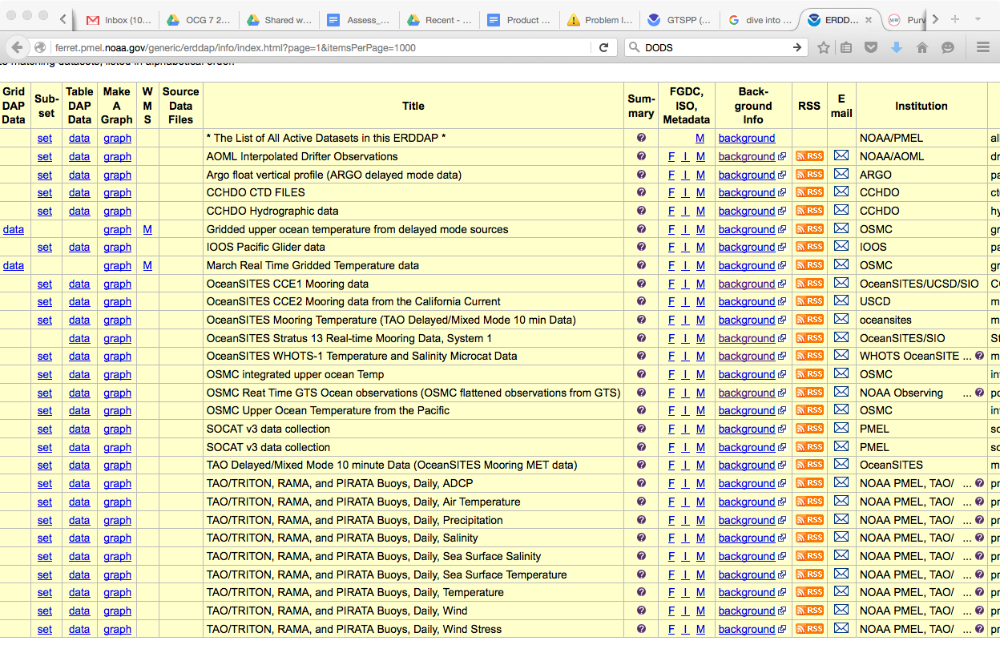 Inbox (10... OCG 7 2... Shared w... Assess_... Recent - ... Product ... Problem I... GTSPP (... dive into ... ERDD... Purv
ferret.pmel.noaa.gov/generic/erddap/info/index.html?page=1&itemsPerPage=1000 DODS
matching datasets, listed in alphabetical order.
Grid DAP Data Sub-set Table DAP Data Make A Graph W M S Source Data Files Title Sum-mary FGDC, ISO, Metadata Back-ground Info RSS E mail Institution
set data graph * The List of All Active Datasets in this ERDDAP * ? M background NOAA/PMEL al
set data graph AOML Interpolated Drifter Observations ? F I M background RSS NOAA/AOML dr
set data graph Argo float vertical profile (ARGO delayed mode data) ? F I M background RSS ARGO pa
set data graph CCHDO CTD FILES ? F I M background RSS CCHDO ct
set data graph CCHDO Hydrographic data ? F I M background RSS CCHDO hy
data graph M Gridded upper ocean temperature from delayed mode sources ? F I M background RSS OSMC gr
set data graph IOOS Pacific Glider data ? F I M background RSS IOOS pa
data graph M March Real Time Gridded Temperature data ? F I M background RSS OSMC gr
set data graph OceanSITES CCE1 Mooring data ? F I M background RSS OceanSITES/UCSD/SIO
set data graph OceanSITES CCE2 Mooring data from the California Current ? F I M background RSS USCD m
set data graph OceanSITES Mooring Temperature (TAO Delayed/Mixed Mode 10 min Data) ? F I M background RSS oceansites m
data graph OceanSITES Stratus 13 Real-time Mooring Data, System 1 ? F I M background RSS OceanSITES/SIO
set data graph OceanSITES WHOTS-1 Temperature and Salinity Microcat Data ? F I M background RSS WHOTS OceanSITE ... ? m
set data graph OSMC integrated upper ocean Temp ? F I M background RSS OSMC in
set data graph OSMC Reat Time GTS Ocean observations (OSMC flattened observations from GTS) ? F I M background RSS NOAA Observing ... ? po
set data graph OSMC Upper Ocean Temperature from the Pacific ? F I M background RSS OSMC in
set data graph SOCAT v3 data collection ? F I M background RSS PMEL so
set data graph SOCAT v3 data collection ? F I M background RSS PMEL so
set data graph TAO Delayed/Mixed Mode 10 minute Data (OceanSITES Mooring MET data) ? F I M background RSS OceanSITES m
set data graph TAO/TRITON, RAMA, and PIRATA Buoys, Daily, ADCP ? F I M background RSS NOAA PMEL, TAO/ ... ? pr
set data graph TAO/TRITON, RAMA, and PIRATA Buoys, Daily, Air Temperature ? F I M background RSS NOAA PMEL, TAO/ ... ? pr
set data graph TAO/TRITON, RAMA, and PIRATA Buoys, Daily, Precipitation ? F I M background RSS NOAA PMEL, TAO/ ... ? pr
set data graph TAO/TRITON, RAMA, and PIRATA Buoys, Daily, Salinity ? F I M background RSS NOAA PMEL, TAO/ ... ? pr
set data graph TAO/TRITON, RAMA, and PIRATA Buoys, Daily, Sea Surface Salinity ? F I M background RSS NOAA PMEL, TAO/ ... ? pr
set data graph TAO/TRITON, RAMA, and PIRATA Buoys, Daily, Sea Surface Temperature ? F I M background RSS NOAA PMEL, TAO/ ... ? pr
set data graph TAO/TRITON, RAMA, and PIRATA Buoys, Daily, Temperature ? F I M background RSS NOAA PMEL, TAO/ ... ? pr
set data graph TAO/TRITON, RAMA, and PIRATA Buoys, Daily, Wind ? F I M background RSS NOAA PMEL, TAO/ ... ? pr
set data graph TAO/TRITON, RAMA, and PIRATA Buoys, Daily, Wind Stress ? F I M background RSS NOAA PMEL, TAO/ ... ? pr